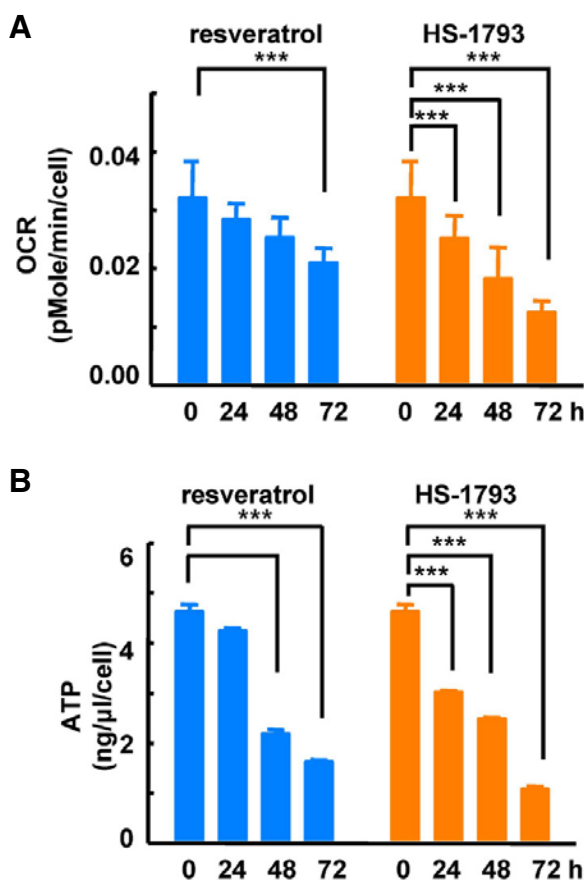 A
resveratrol HS-1793
*** ***
***
***
0.04
0.02
0.00
OCR
(pMole/min/cell)
0 24 48 72 0 24 48 72 h
B
resveratrol HS-1793
*** ***
***
***
6
4
2
0
ATP
(ng/µl/cell)
0 24 48 72 0 24 48 72 h